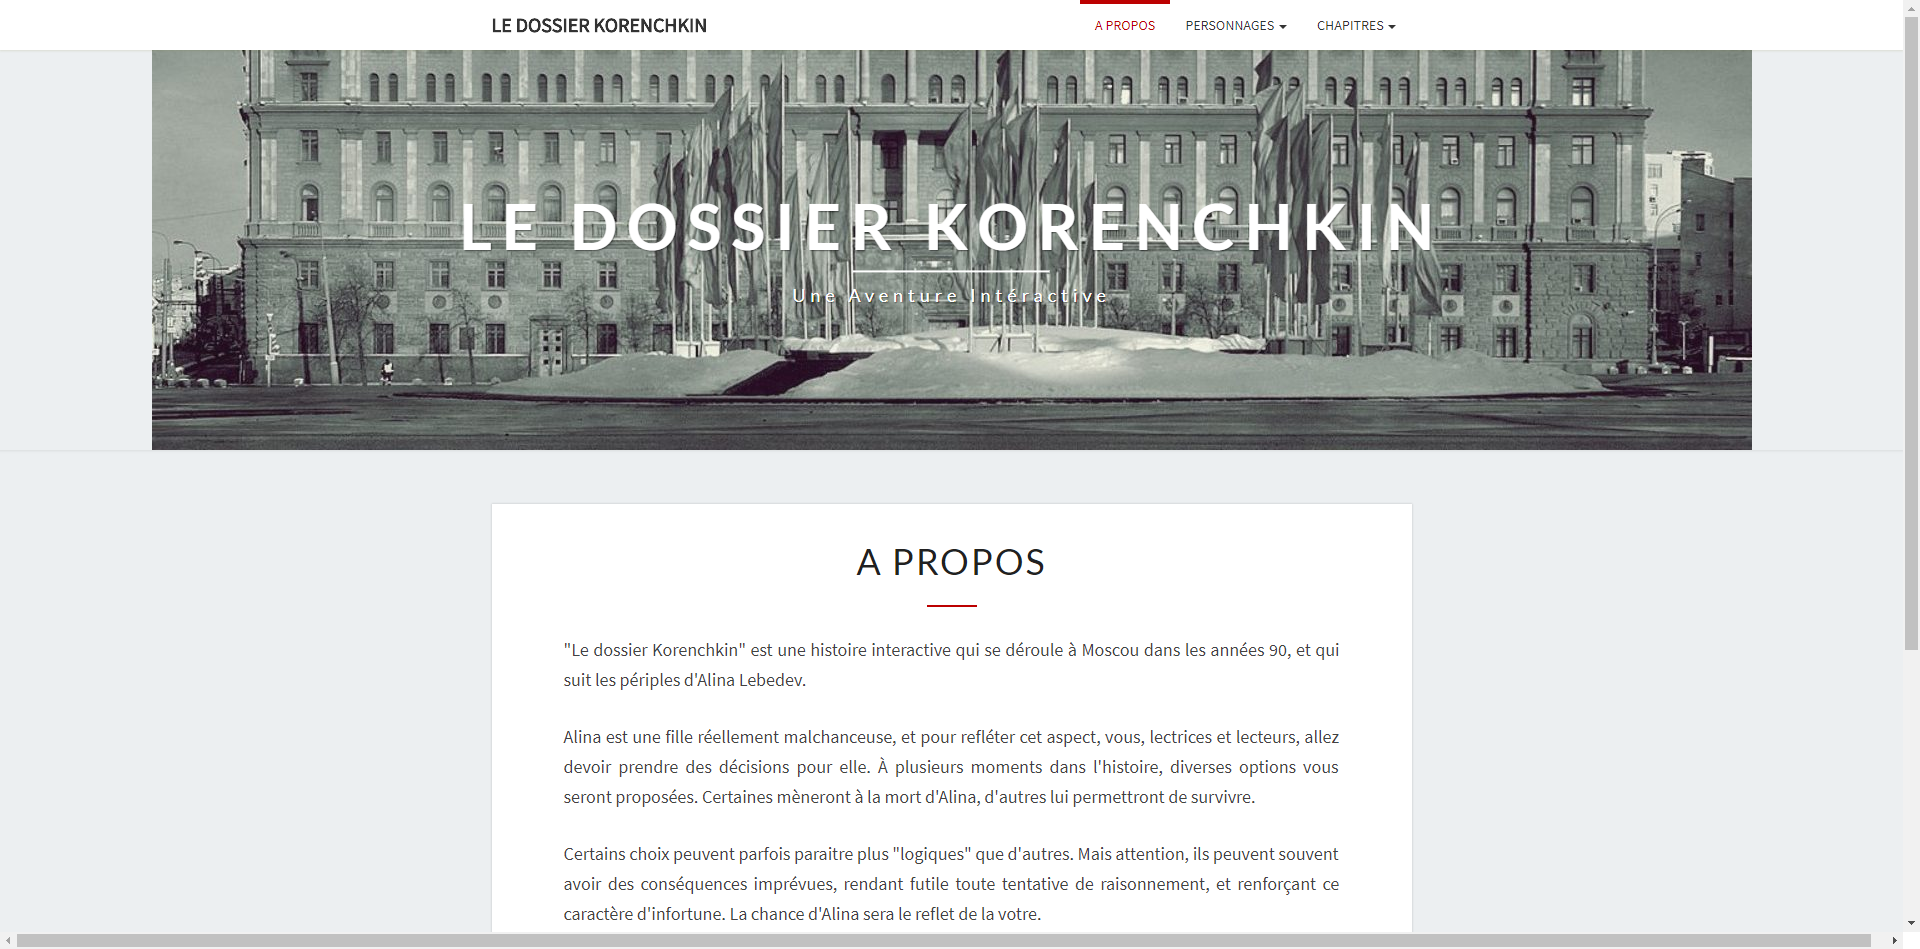 LE DOSSIER KORENCHKIN
A PROPOS
PERSONNAGES
CHAPITRES
LE DOSSIER KORENCHKIN
Une Aventure Intéractive
A PROPOS
"Le dossier Korenchkin" est une histoire interactive qui se déroule à Moscou dans les années 90, et qui
suit les périples d'Alina Lebedev.
Alina est une fille réellement malchanceuse, et pour refléter cet aspect, vous, lectrices et lecteurs, allez
devoir prendre des décisions pour elle. À plusieurs moments dans l'histoire, diverses options vous
seront proposées. Certaines mèneront à la mort d'Alina, d'autres lui permettront de survivre.
Certains choix peuvent parfois paraitre plus "logiques" que d'autres. Mais attention, ils peuvent souvent
avoir des conséquences imprévues, rendant futile toute tentative de raisonnement, et renforçant ce
caractère d'infortune. La chance d'Alina sera le reflet de la votre.